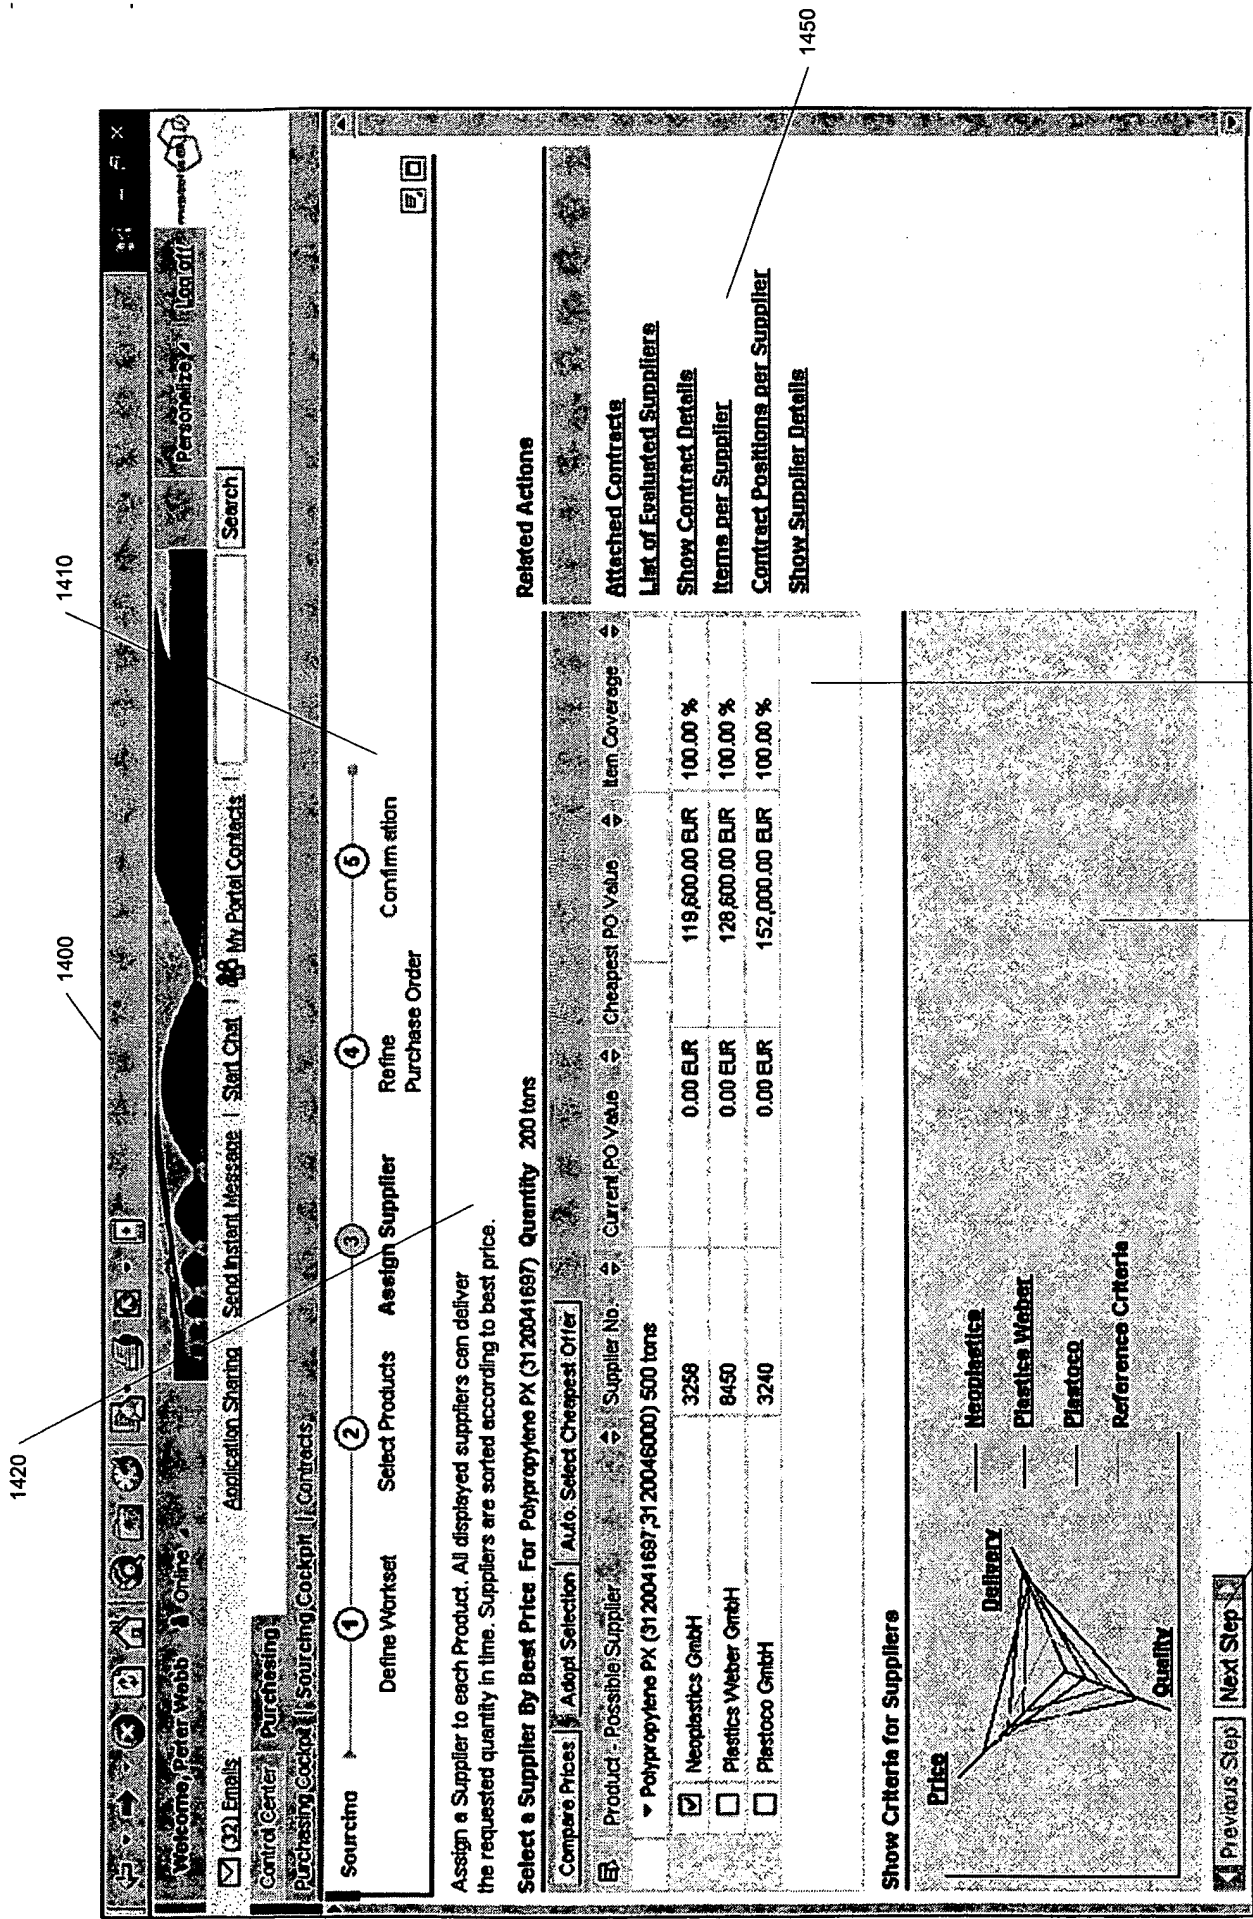 1400
1410
1420
1450
Welcome, Peter Webb Online
Personalize Log off
(32) Emails
Application Sharing | Send Instant Message | Start Chat | My Portal Contacts | Search
Control Center Purchasing
Purchasing Cockpit | Sourcing Cockpit | Contracts
Sourcing
1 2 3 4 5
Define Workset Select Products Assign Supplier Refine Purchase Order Confirmation
Assign a Supplier to each Product. All displayed suppliers can deliver
the requested quantity in time. Suppliers are sorted according to best price.
Select a Supplier By Best Price For Polypropylene PX (3120041697) Quantity 200 tons
Compare Prices Adopt Selection Auto. Select Cheapest Offer
Product - Possible Supplier Supplier No. Current PO Value Cheapest PO Value Item Coverage
Polypropylene PX (3120041697;3120046000) 500 tons
Neoplastics GmbH 3258 0.00 EUR 119,600.00 EUR 100.00 %
Plastics Weber GmbH 8450 0.00 EUR 128,600.00 EUR 100.00 %
Plastoco GmbH 3240 0.00 EUR 152,000.00 EUR 100.00 %
Related Actions
Attached Contracts
List of Evaluated Suppliers
Show Contract Details
Items per Supplier
Contract Positions per Supplier
Show Supplier Details
Show Criteria for Suppliers
Price
Delivery
Quality
Neoplastics
Plastics Weber
Plastoco
Reference Criteria
Previous Step Next Step